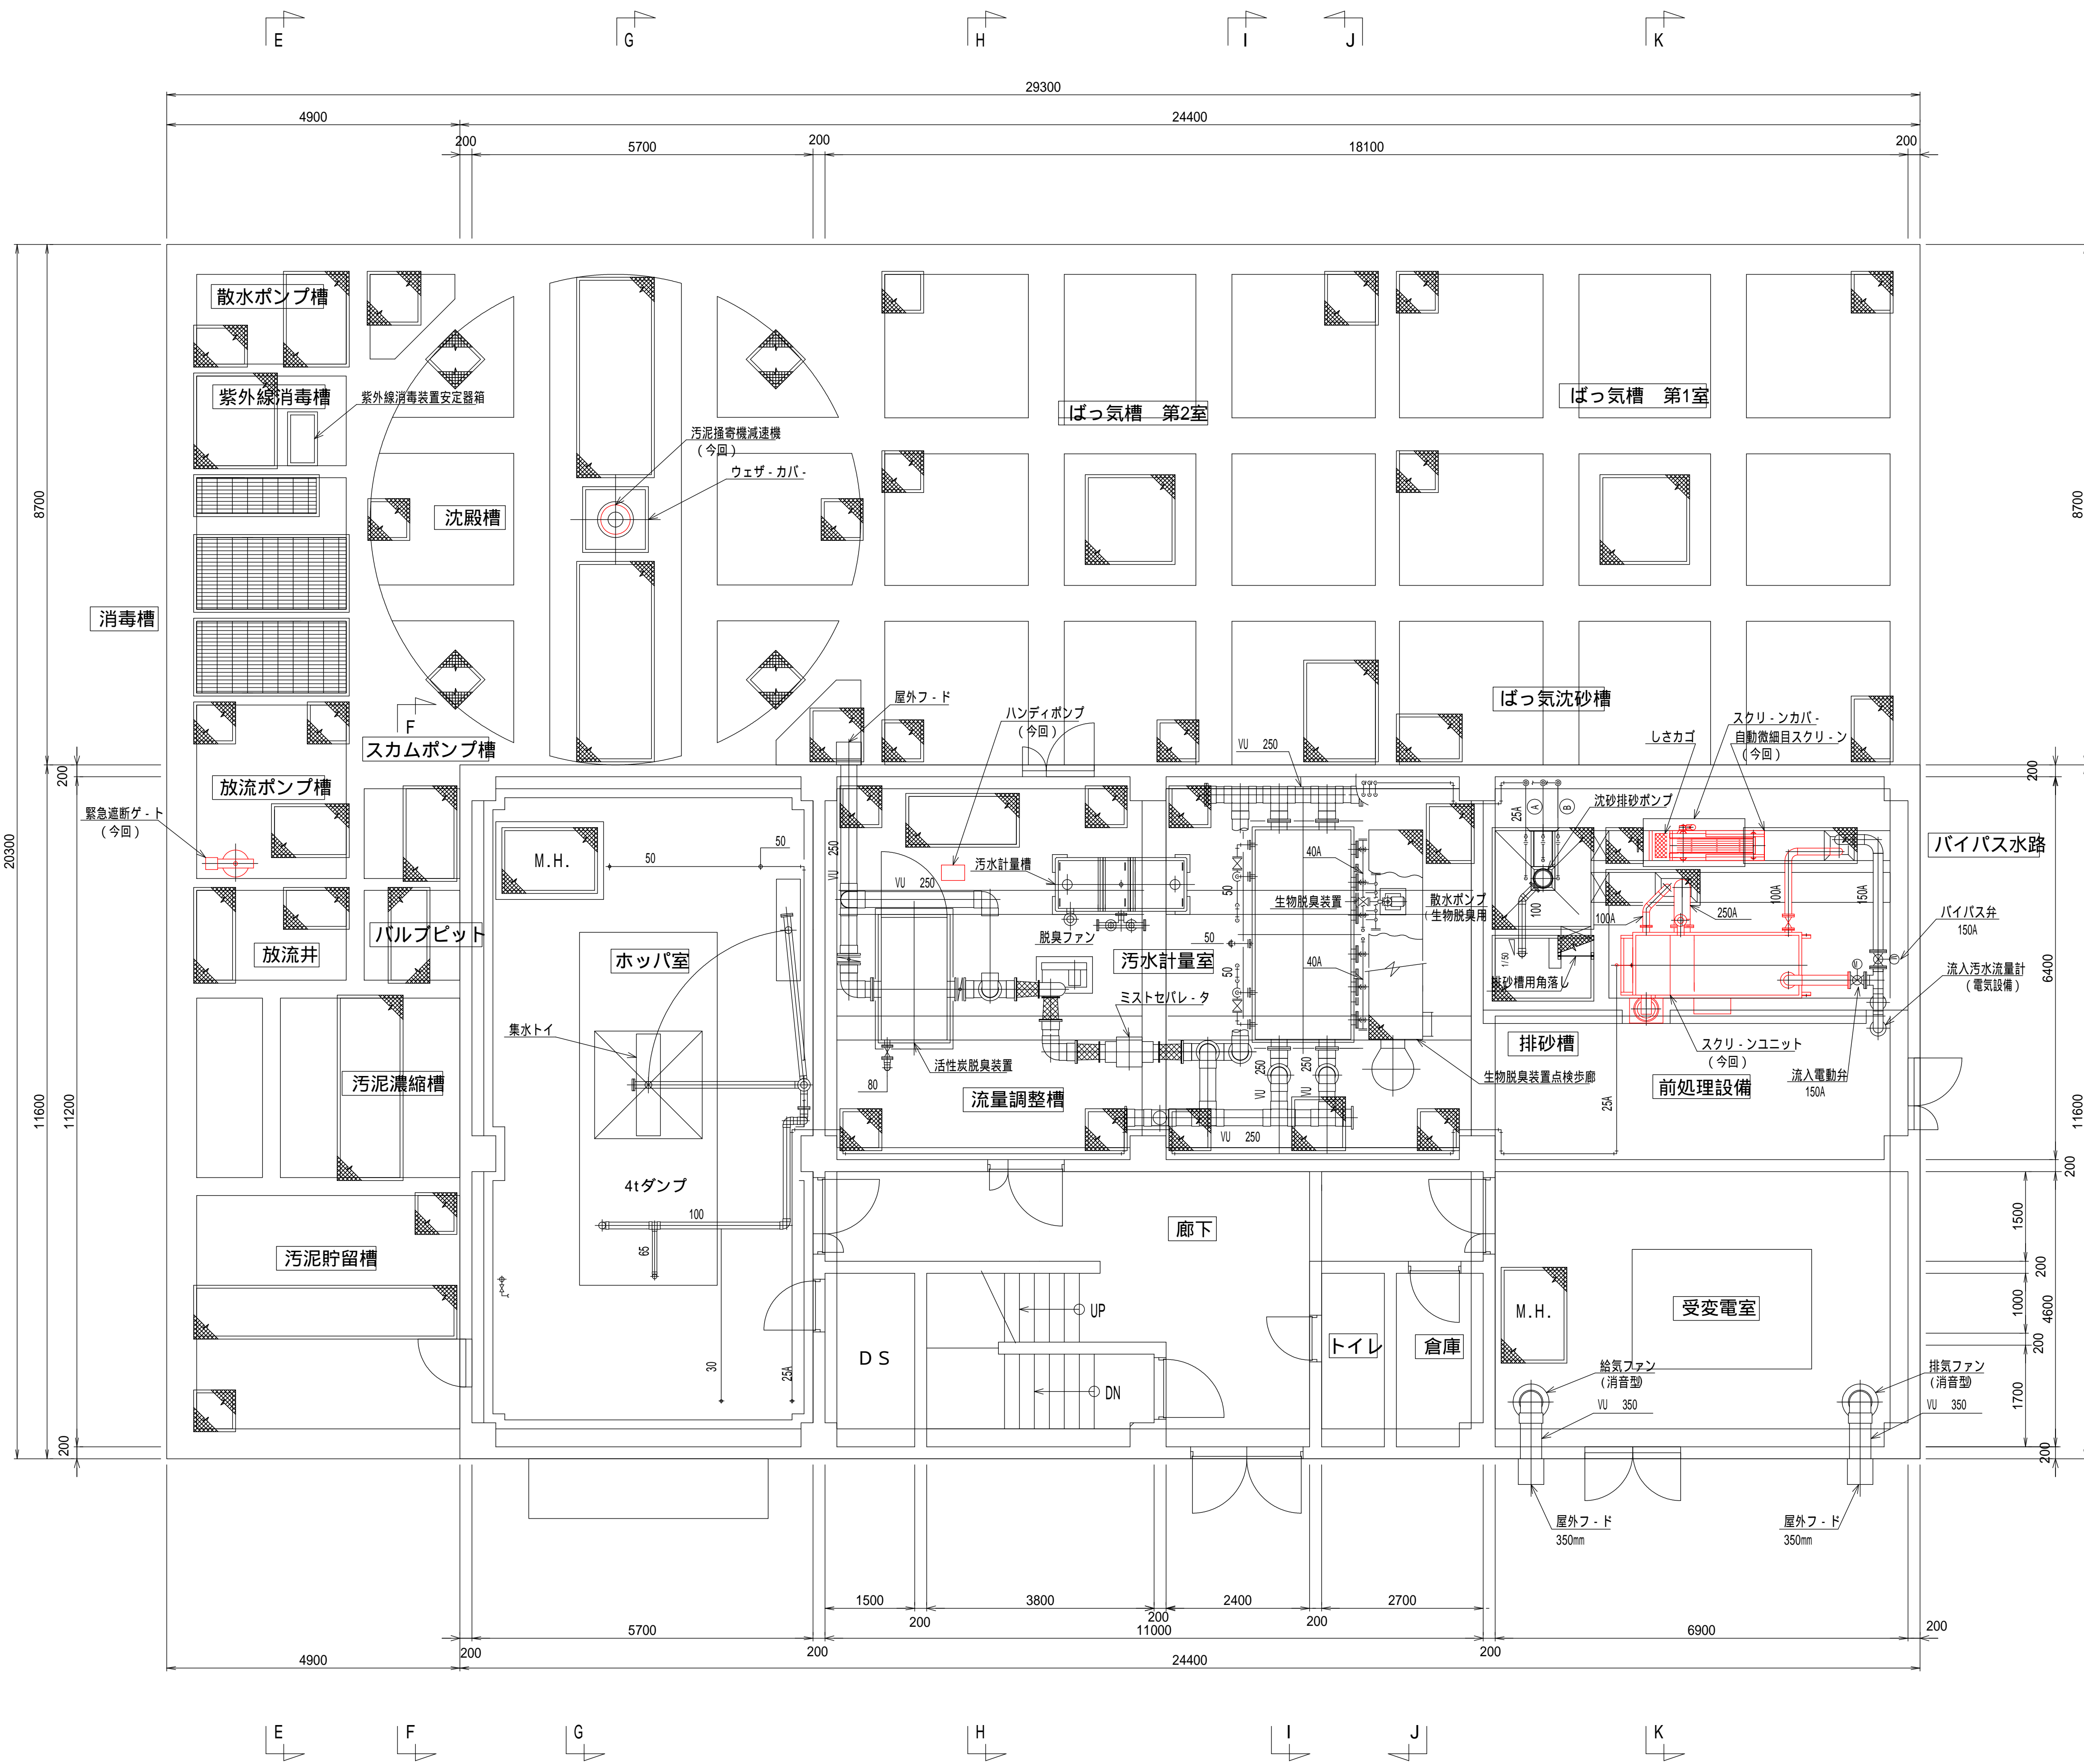 E
G
H
I
J
K
29300
4900
24400
200
5700
200
18100
200
散水ポンプ槽
紫外線消毒槽
紫外線消毒装置安定器箱
ばっ気槽　第2室
ばっ気槽　第1室
汚泥掻寄機減速機
(今回)
ウェザ-カバ-
沈殿槽
8700
8700
消毒槽
20300
F
スカムポンプ槽
屋外フ-ド
ハンディポンプ
(今回)
VU 250
ばっ気沈砂槽
スクリ-ンカバ-
自動微細目スクリ-ン
(今回)
しさカゴ
200
200
放流ポンプ槽
緊急遮断ゲ-ト
(今回)
沈砂排砂ポンプ
25A
A
B
バイパス水路
M.H.
50
50
VU 250
VU 250
汚水計量槽
40A
50
生物脱臭装置
散水ポンプ
(生物脱臭用
100
100A
250A
100A
150A
バイパス弁
150A
バルブピット
放流井
ホッパ室
脱臭ファン
汚水計量室
50
50
40A
1/50
排砂槽用角落し
流入汚水流量計
(電気設備)
6400
ミストセパレ-タ
集水トイ
排砂槽
スクリ-ンユニット
(今回)
活性炭脱臭装置
VU 250
VU 250
生物脱臭装置点検歩廊
流入電動弁
150A
汚泥濃縮槽
80
流量調整槽
前処理設備
25A
11600
11200
11600
VU 250
200
4tダンプ
100
65
廊下
1500
汚泥貯留槽
200
UP
M.H.
受変電室
1000
4600
DS
トイレ
倉庫
200
30
25A
DN
給気ファン
(消音型)
VU 350
排気ファン
(消音型)
VU 350
1700
200
200
屋外フ-ド
350mm
屋外フ-ド
350mm
1500
200
3800
200
2400
200
2700
5700
200
200
11000
200
6900
200
4900
24400
E
F
G
H
I
J
K